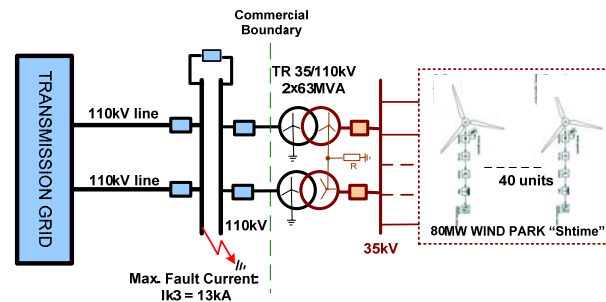 Commercial
Boundary
TRANSMISSION GRID
110kV line
110kV line
110kV
TR 35/110kV
2x63MVA
R
35kV
40 units
80MW WIND PARK “Shtime”
Max. Fault Current:
Ik3 = 13kA